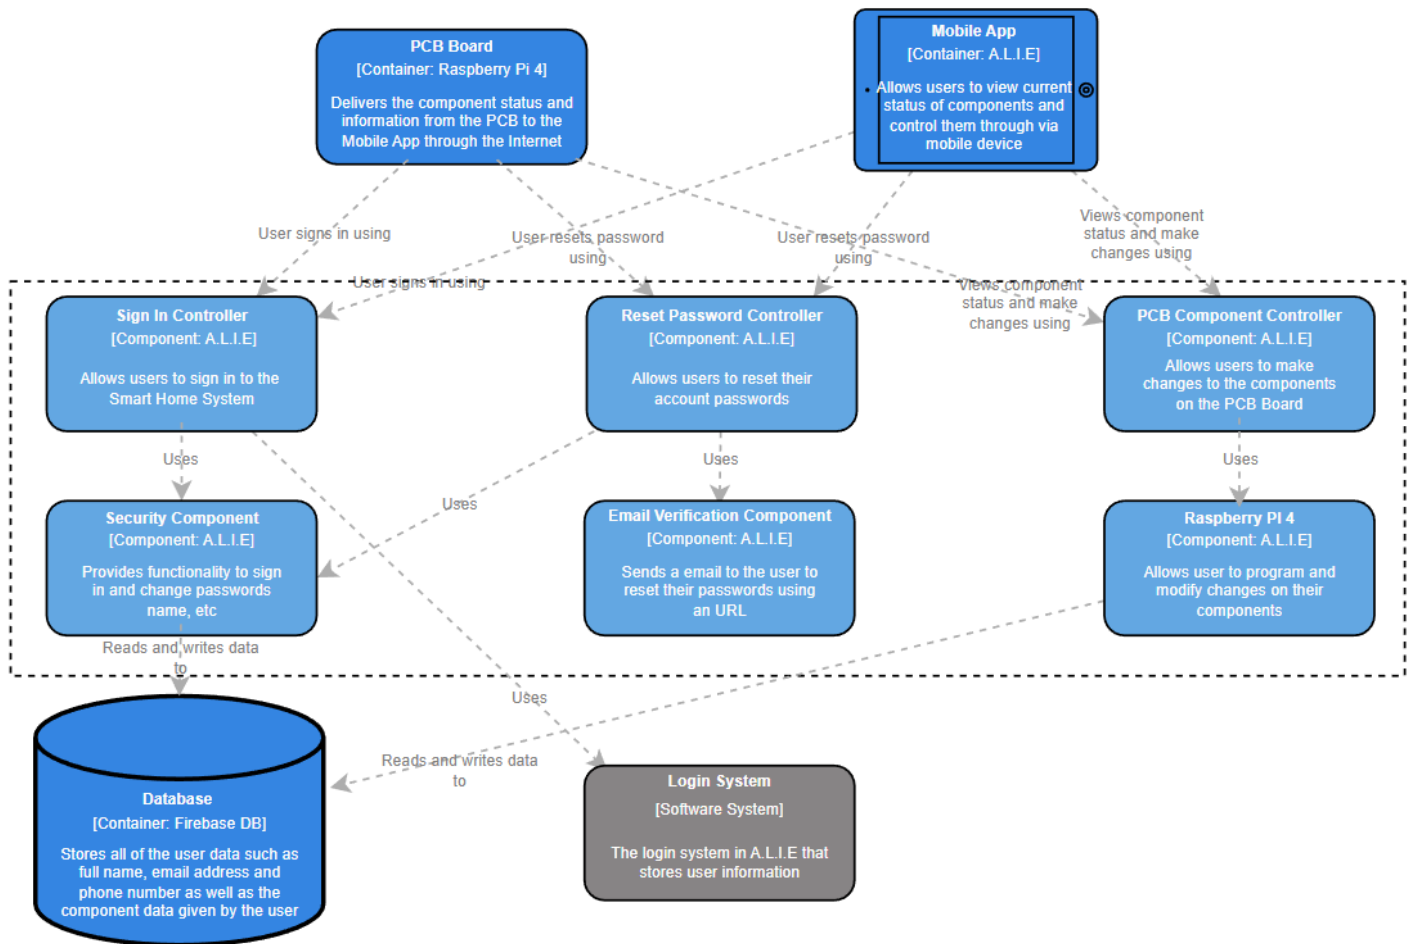 PCB Board
[Container: Raspberry Pi 4]
Delivers the component status and
information from the PCB to the
Mobile App through the Internet
Mobile App
[Container: A.L.I.E]
Allows users to view current
status of components and
control them through via
mobile device
User signs in using
User resets password
using
User resets password
using
Views component
status and make
changes using
User signs in using
Views component
status and make
changes using
Sign In Controller
[Component: A.L.I.E]
Allows users to sign in to the
Smart Home System
Reset Password Controller
[Component: A.L.I.E]
Allows users to reset their
account passwords
PCB Component Controller
[Component: A.L.I.E]
Allows users to make
changes to the components
on the PCB Board
Uses
Uses
Uses
Uses
Security Component
[Component: A.L.I.E]
Provides functionality to sign
in and change passwords
name, etc
Email Verification Component
[Component: A.L.I.E]
Sends a email to the user to
reset their passwords using
an URL
Raspberry PI 4
[Component: A.L.I.E]
Allows user to program and
modify changes on their
components
Reads and writes data
to
Uses
Reads and writes data
to
Database
[Container: Firebase DB]
Stores all of the user data such as
full name, email address and
phone number as well as the
component data given by the user
Login System
[Software System]
The login system in A.L.I.E that
stores user information